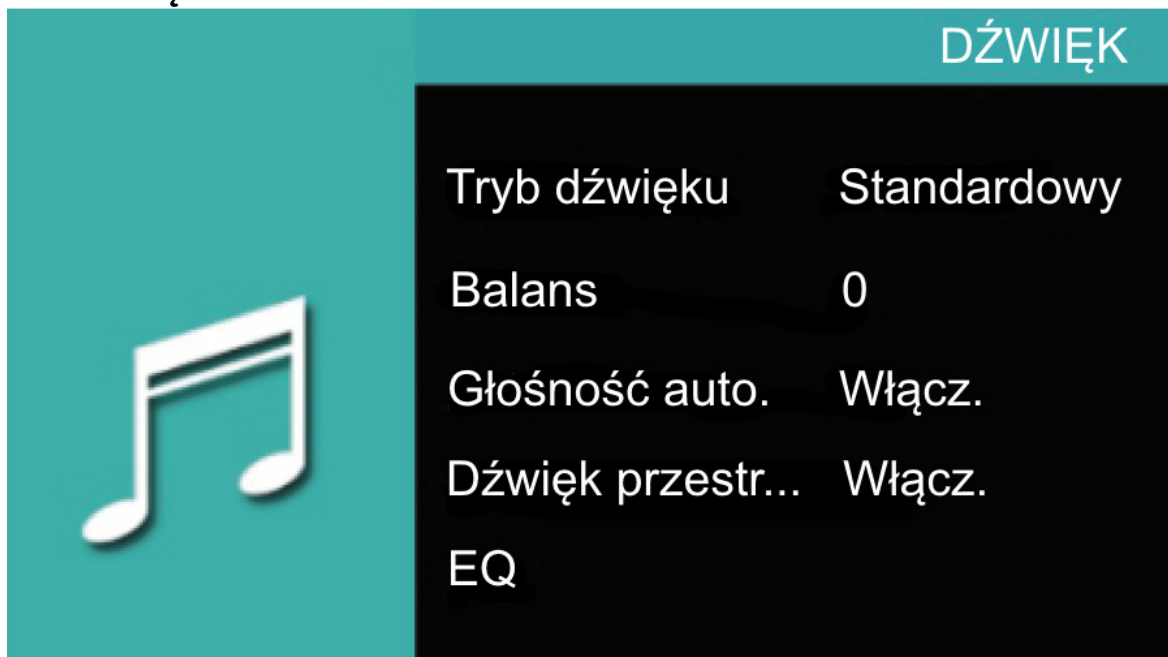 DŹWIĘK
Tryb dźwięku Standardowy
Balans 0
Głośność auto. Włącz.
Dźwięk przestr... Włącz.
EQ